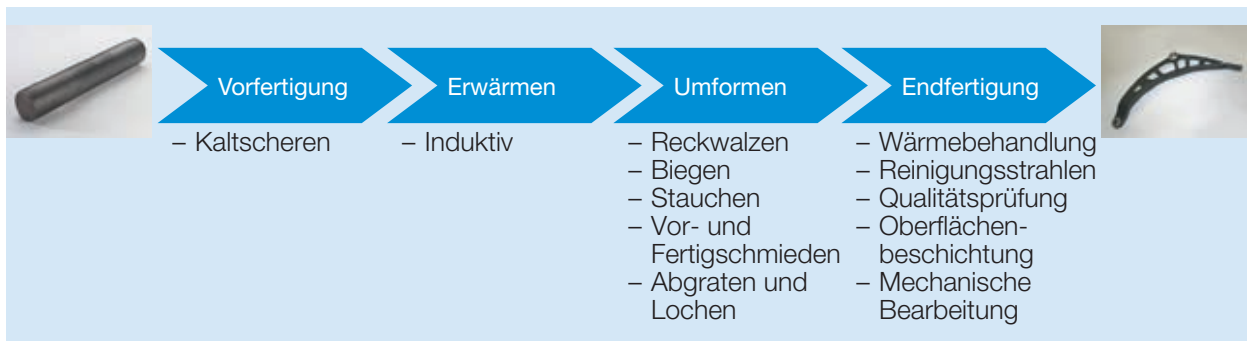 Vorfertigung
Erwärmen
Umformen
Endfertigung
– Kaltscheren
– Induktiv
– Reckwalzen
– Biegen
– Stauchen
– Vor- und
Fertigschmieden
– Abgraten und
Lochen
– Wärmebehandlung
– Reinigungsstrahlen
– Qualitätsprüfung
– Oberflächen-
beschichtung
– Mechanische
Bearbeitung